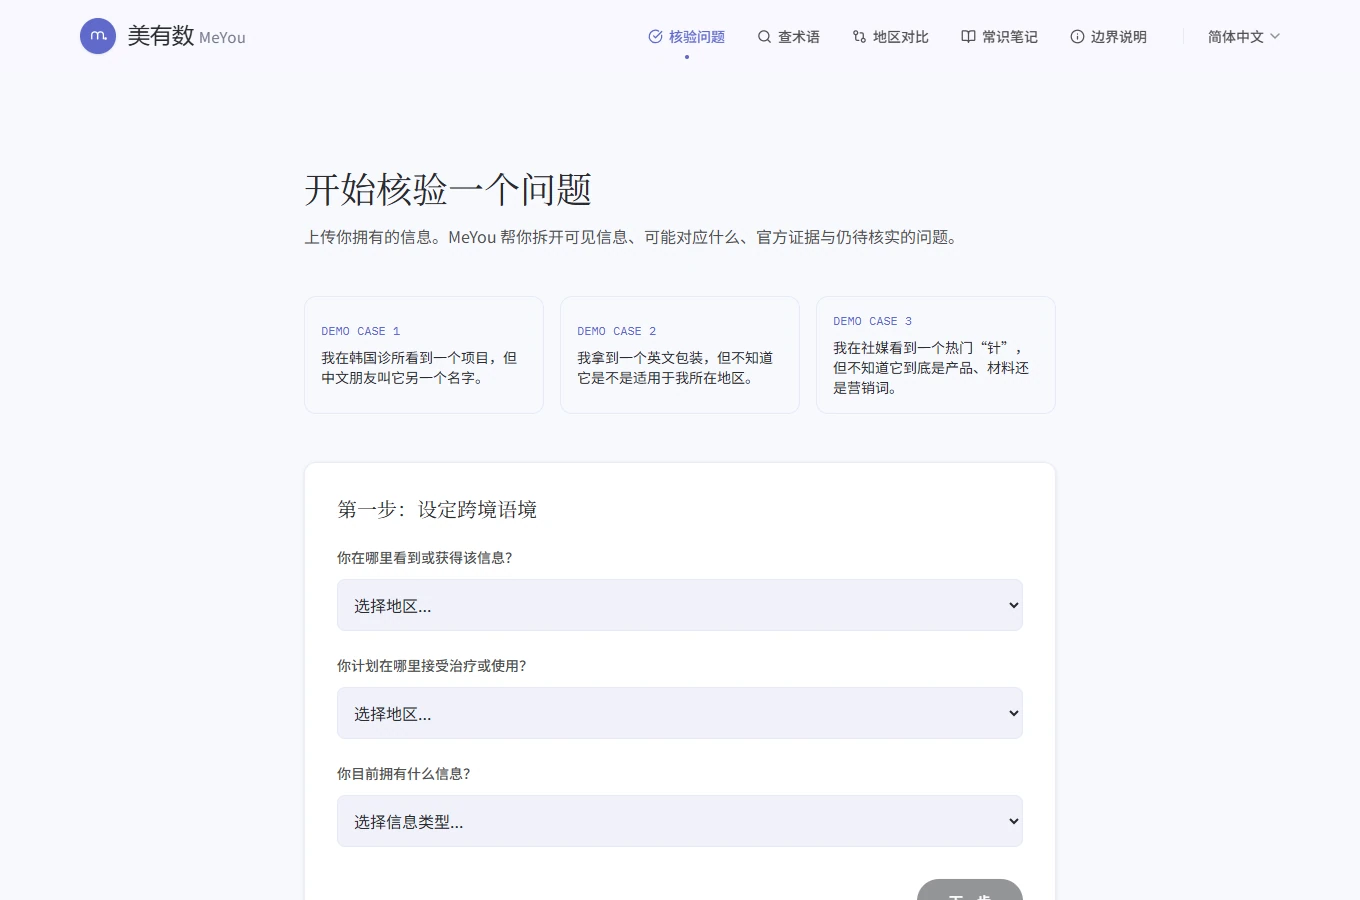 m.
美有数 MeYou
核验问题
查术语
地区对比
常识笔记
边界说明
简体中文
开始核验一个问题
上传你拥有的信息。MeYou 帮你拆开可见信息、可能对应什么、官方证据与仍待核实的问题。
DEMO CASE 1
我在韩国诊所看到一个项目，但
中文朋友叫它另一个名字。
DEMO CASE 2
我拿到一个英文包装，但不知道
它是不是适用于我所在地区。
DEMO CASE 3
我在社媒看到一个热门“针”，
但不知道它到底是产品、材料还
是营销词。
第一步：设定跨境语境
你在哪里看到或获得该信息？
选择地区...
你计划在哪里接受治疗或使用？
选择地区...
你目前拥有什么信息？
选择信息类型...